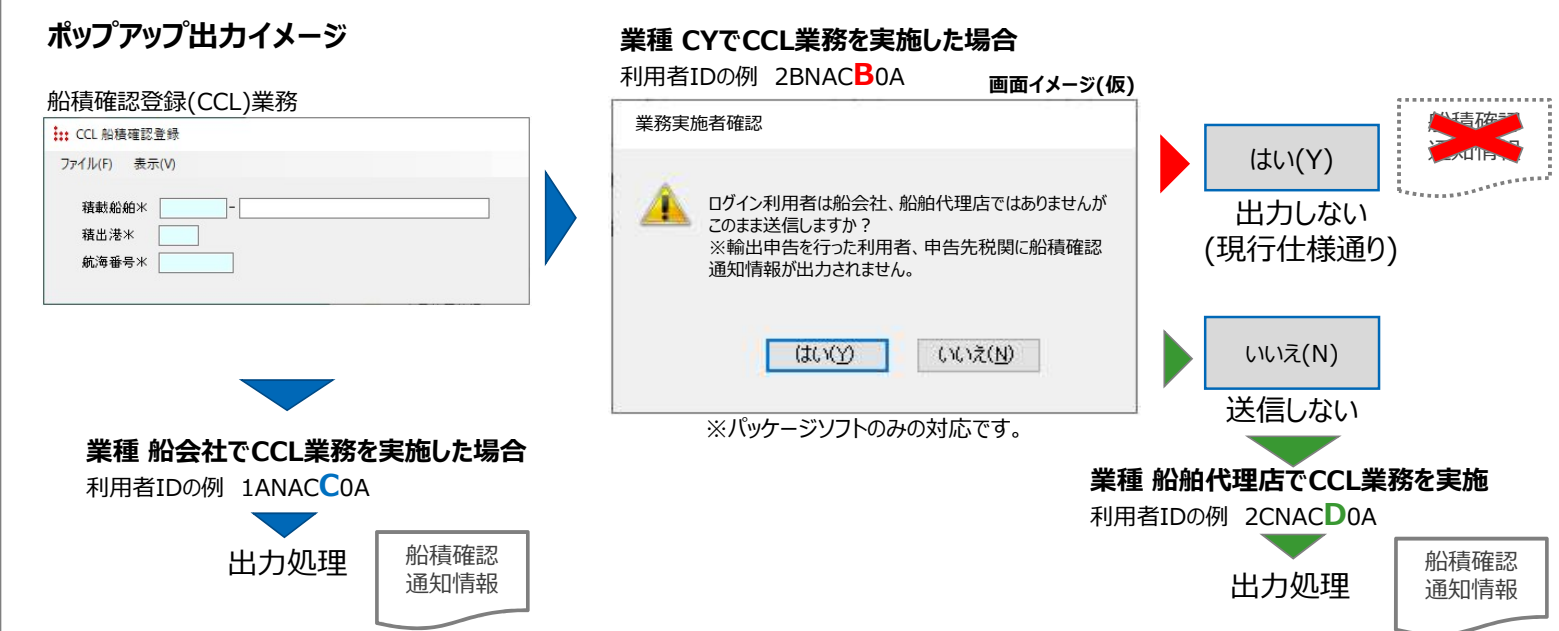 ポップアップ出力イメージ
船積確認登録(CCL)業務
CCL 船積確認登録
ファイル(F) 表示(V)
積載船舶＊ -
積出港＊
航海番号＊
業種 船会社でCCL業務を実施した場合
利用者IDの例 1ANACC0A
出力処理
船積確認
通知情報
業種 CYでCCL業務を実施した場合
利用者IDの例 2BNACB0A
画面イメージ(仮)
業務実施者確認
ログイン利用者は船会社、船舶代理店ではありませんが
このまま送信しますか？
※輸出申告を行った利用者、申告先税関に船積確認
通知情報が出力されません。
はい(Y) いいえ(N)
※パッケージソフトのみの対応です。
はい(Y)
出力しない
(現行仕様通り)
船積確認
通知情報
いいえ(N)
送信しない
業種 船舶代理店でCCL業務を実施
利用者IDの例 2CNACD0A
出力処理
船積確認
通知情報